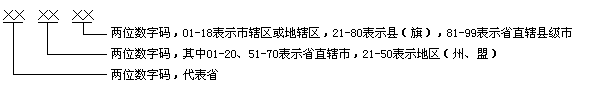 XX XX XX
两位数字码，01-18表示市辖区或地辖区，21-80表示县（旗），81-99表示省直辖县级市
两位数字码，其中01-20、51-70表示省直辖市，21-50表示地区（州、盟）
两位数字码，代表省